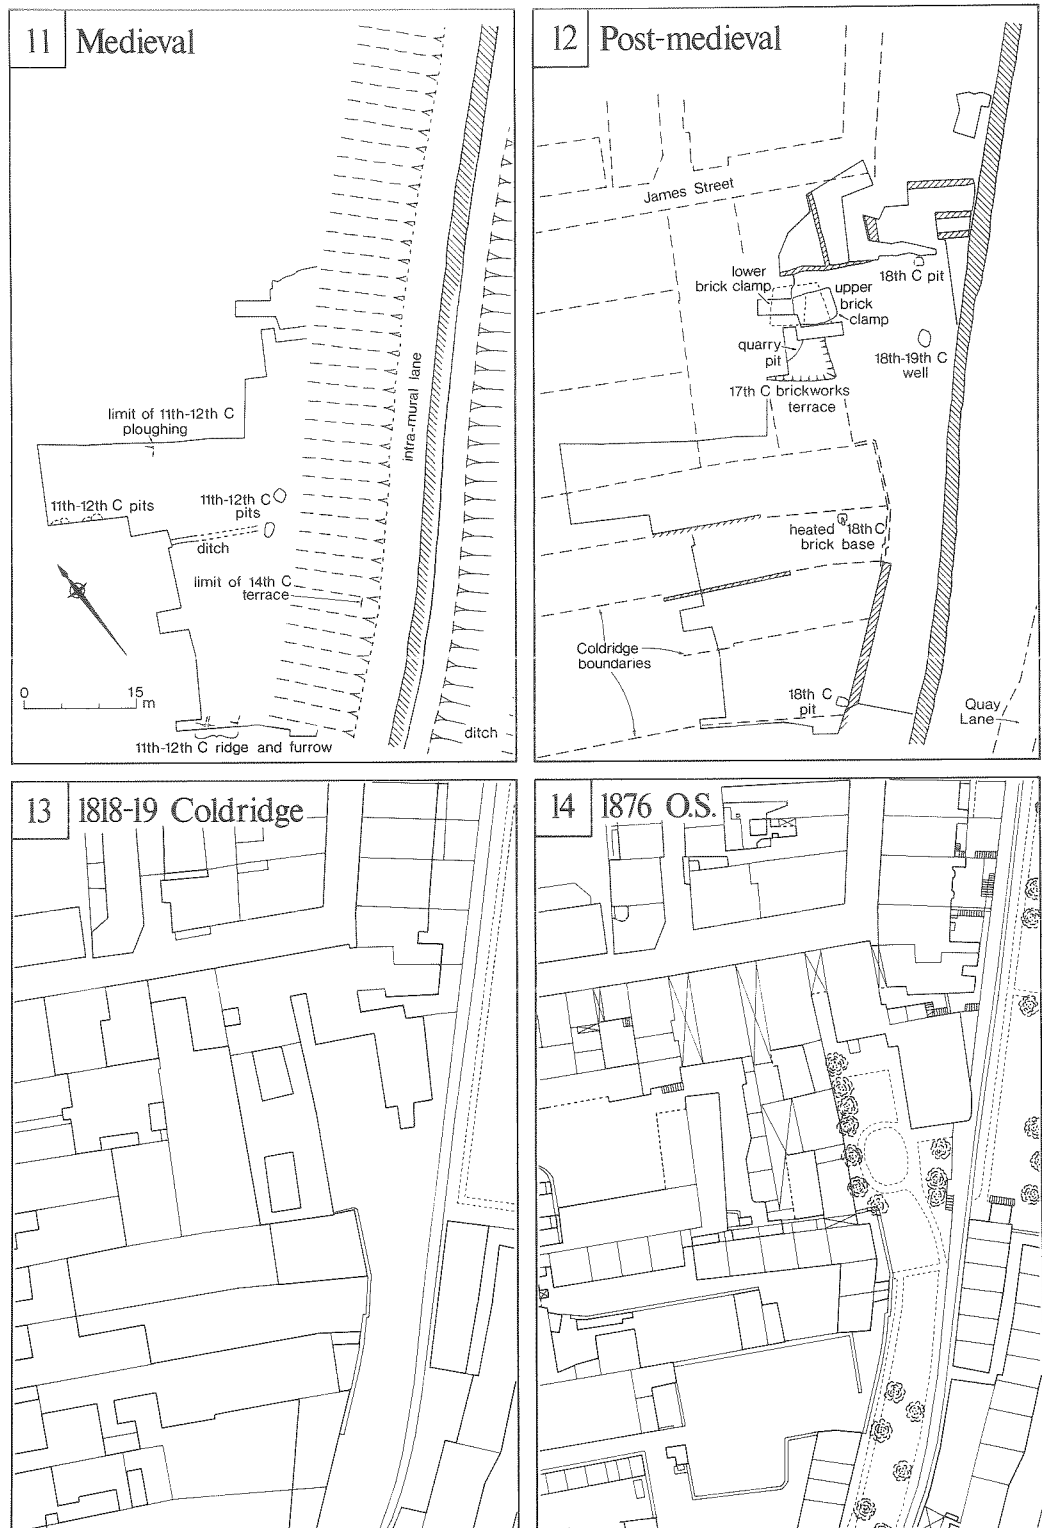 11 Medieval
limit of 11th-12th C
ploughing
11th-12th C pits
11th-12th C
pits
ditch
limit of 14th C
terrace
intra-mural lane
0 15
m
11th-12th C ridge and furrow
ditch
12 Post-medieval
James Street
lower
brick clamp
upper
brick
clamp
18th C pit
quarry
pit
18th-19th C
well
17th C brickworks
terrace
heated
brick base
18th C
Coldridge
boundaries
18th C
pit
Quay
Lane
13 1818-19 Coldridge
14 1876 O.S.